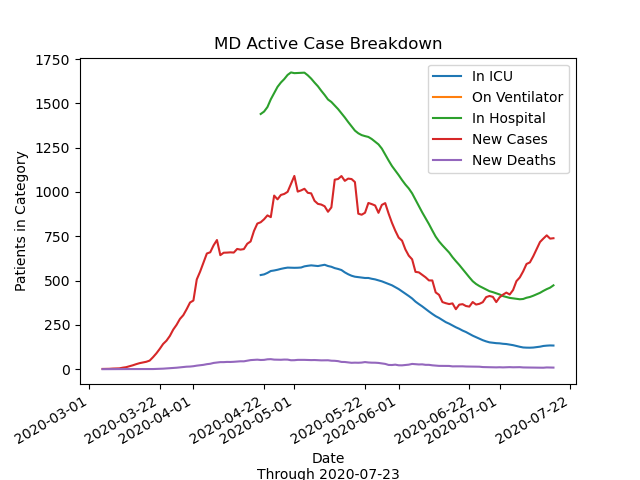 MD Active Case Breakdown
Patients in Category
1750
1500
1250
1000
750
500
250
0
In ICU
On Ventilator
In Hospital
New Cases
New Deaths
2020-03-01
2020-03-22
2020-04-01
2020-04-22
2020-05-01
2020-05-22
2020-06-01
2020-06-22
2020-07-01
2020-07-22
Date
Through 2020-07-23